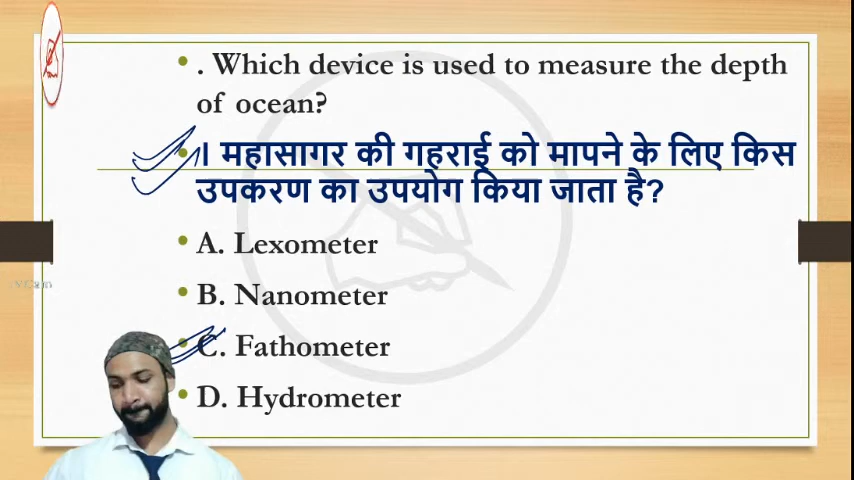 . Which device is used to measure the depth
of ocean?
। महासागर की गहराई को मापने के लिए किस
उपकरण का उपयोग किया जाता है?
A. Lexometer
B. Nanometer
C. Fathometer
D. Hydrometer